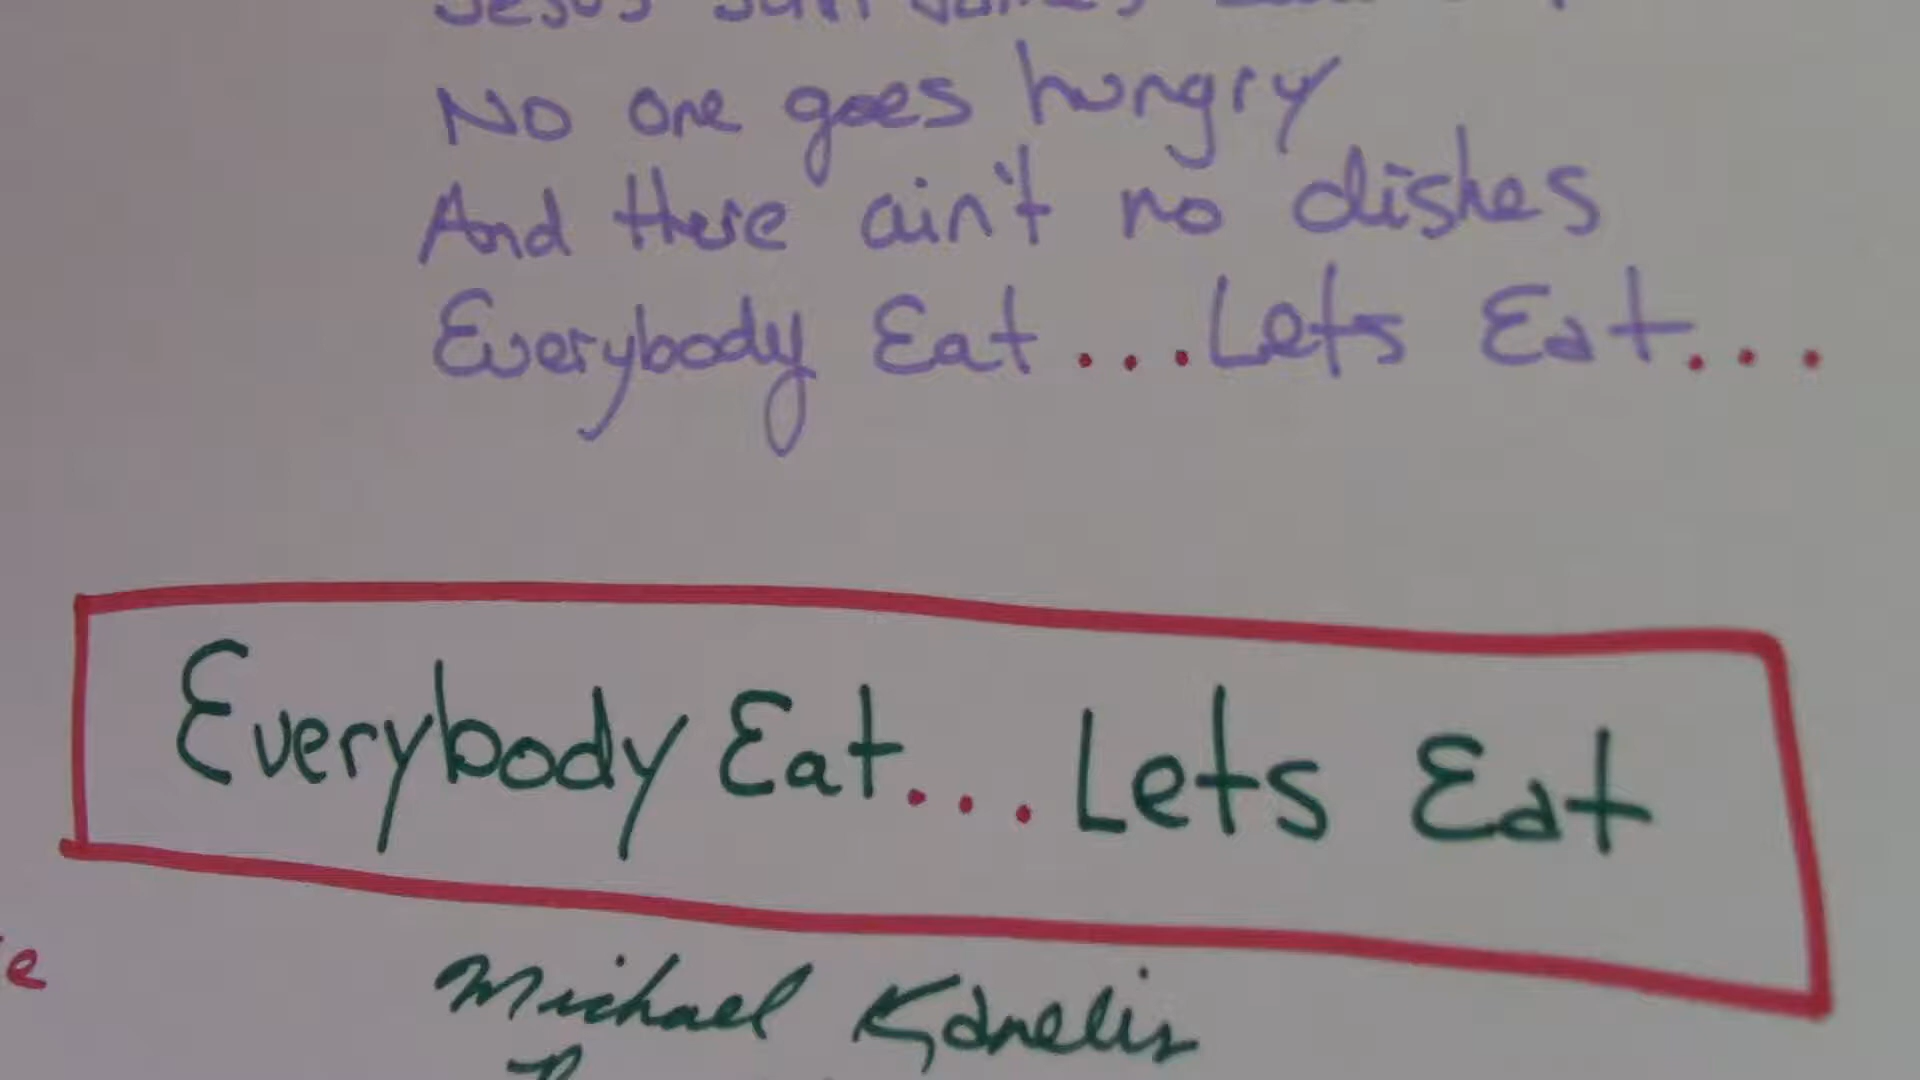 Jesus
No one goes hungry
And there ain't no dishes
Everybody Eat...Lets Eat...
Everybody Eat...Lets Eat
Michael Kanelis